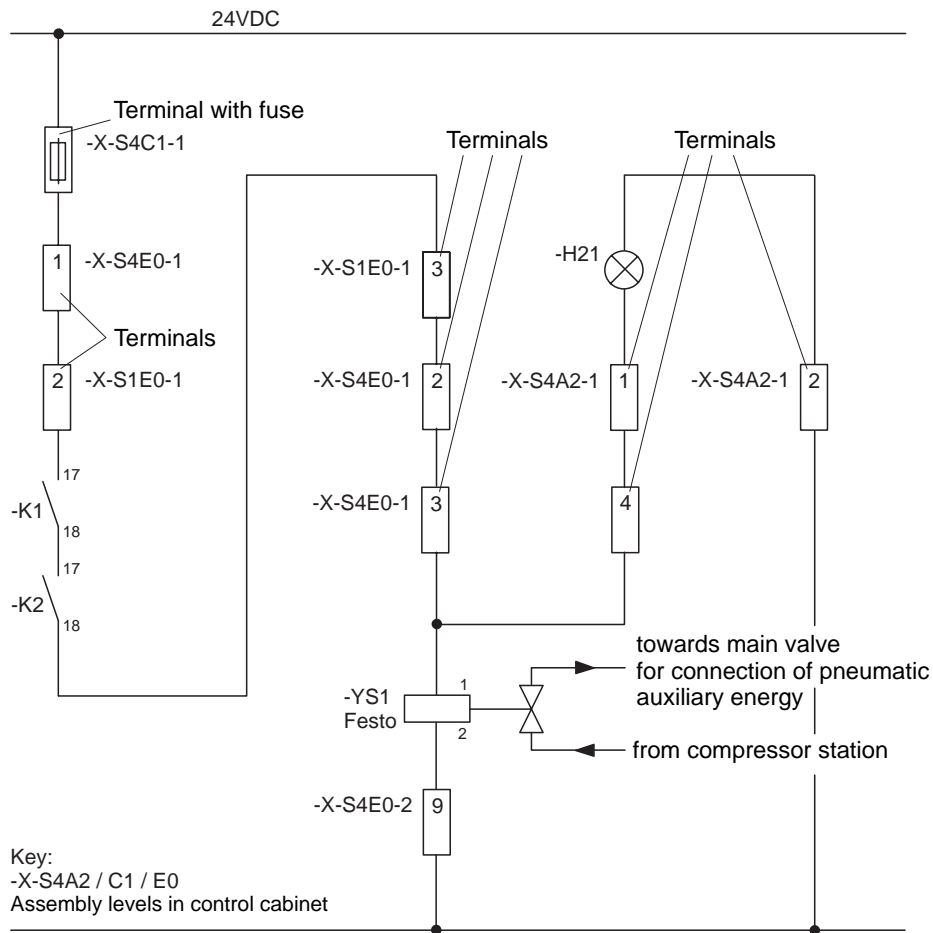 24VDC
Terminal with fuse
-X-S4C1-1
Terminals
Terminals
1
-X-S4E0-1
-X-S1E0-1
3
-H21
Terminals
2
-X-S1E0-1
-X-S4E0-1
2
-X-S4A2-1
1
-X-S4A2-1
2
17
-K1
18
-X-S4E0-1
3
4
17
-K2
18
towards main valve
for connection of pneumatic
auxiliary energy
-YS1
Festo
1
2
from compressor station
-X-S4E0-2
9
Key:
-X-S4A2 / C1 / E0
Assembly levels in control cabinet